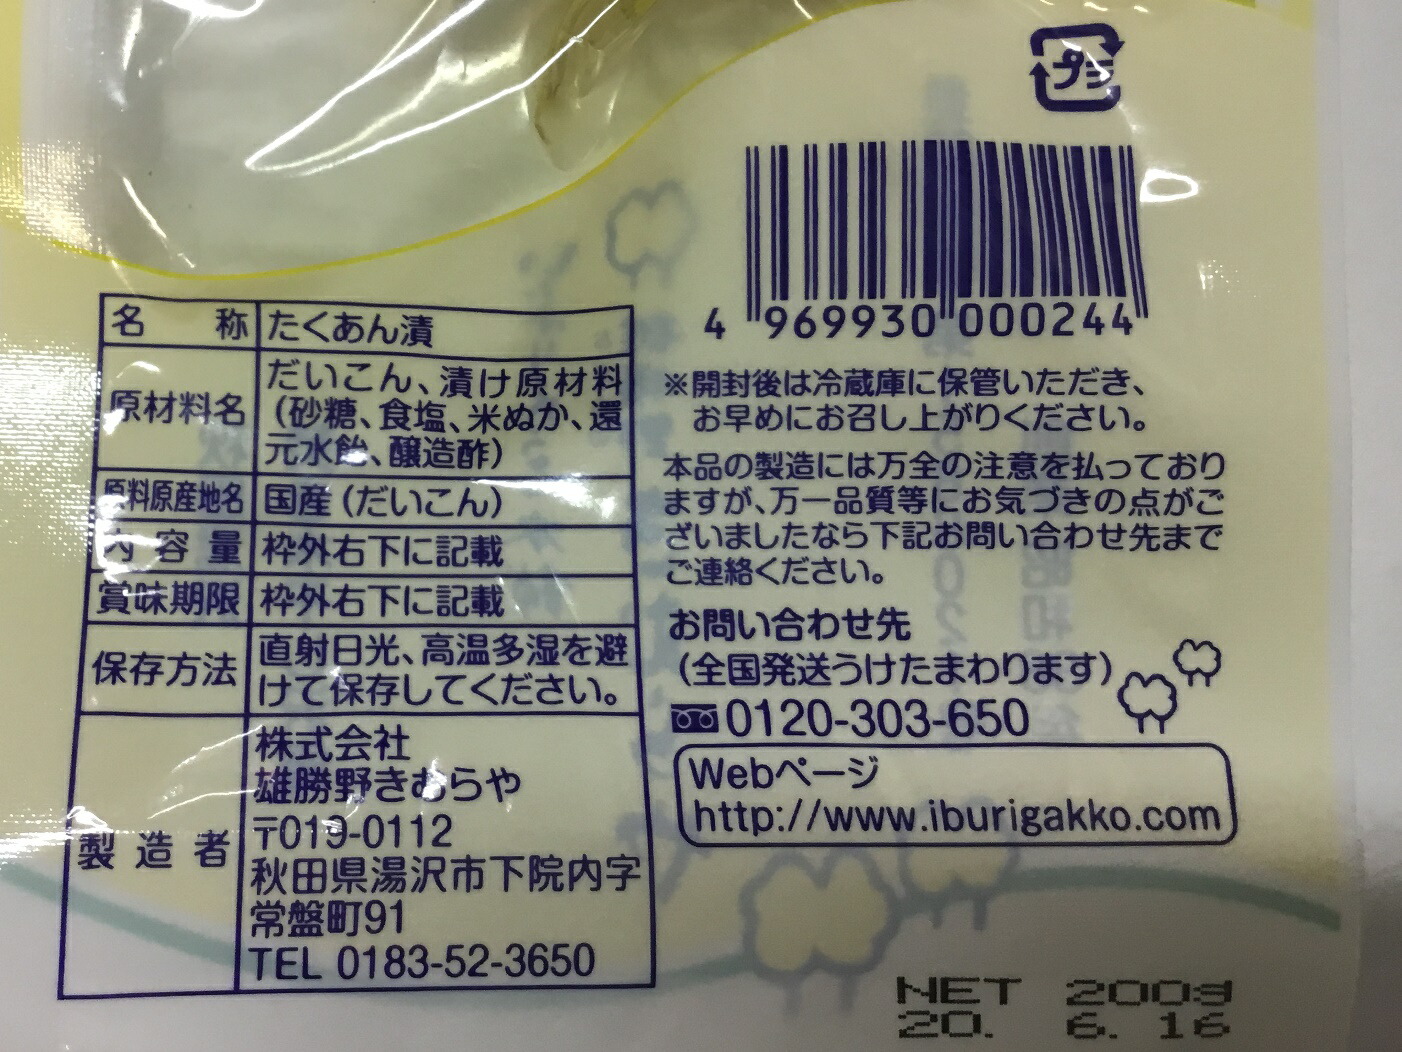 プラ
4 969930 000244
名称 たくあん漬
原材料名 だいこん、漬け原材料
(砂糖、食塩、米ぬか、還
元水飴、醸造酢)
原料原産地名 国産(だいこん)
内容量 枠外右下に記載
賞味期限 枠外右下に記載
保存方法 直射日光、高温多湿を避
けて保存してください。
製造者 株式会社
雄勝野きむらや
〒019-0112
秋田県湯沢市下院内字
常盤町91
TEL 0183-52-3650
※開封後は冷蔵庫に保管いただき、
お早めにお召し上がりください。
本品の製造には万全の注意を払っており
ますが、万一品質等にお気づきの点がご
ざいましたなら下記お問い合わせ先まで
ご連絡ください。
お問い合わせ先
(全国発送うけたまわります)
0120-303-650
Webページ
http://www.iburigakko.com
NET 200g
20. 6. 16